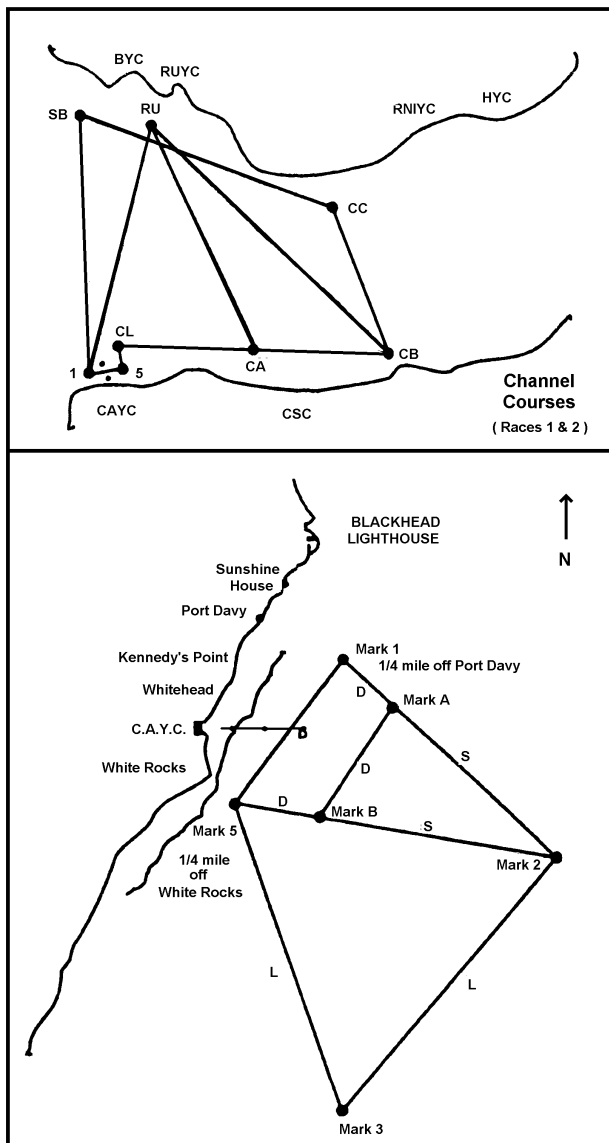 BYC
RUYC
SB
RU
RNIYC
HYC
CC
CL
1
5
CA
CB
CAYC
CSC
Channel
Courses
( Races 1 & 2 )
BLACKHEAD
LIGHTHOUSE
N
Sunshine
House
Port Davy
Kennedy's Point
Mark 1
1/4 mile off Port Davy
Whitehead
D
Mark A
C.A.Y.C.
B
S
White Rocks
D
D
Mark B
S
Mark 5
Mark 2
1/4 mile
off
White Rocks
L
L
Mark 3